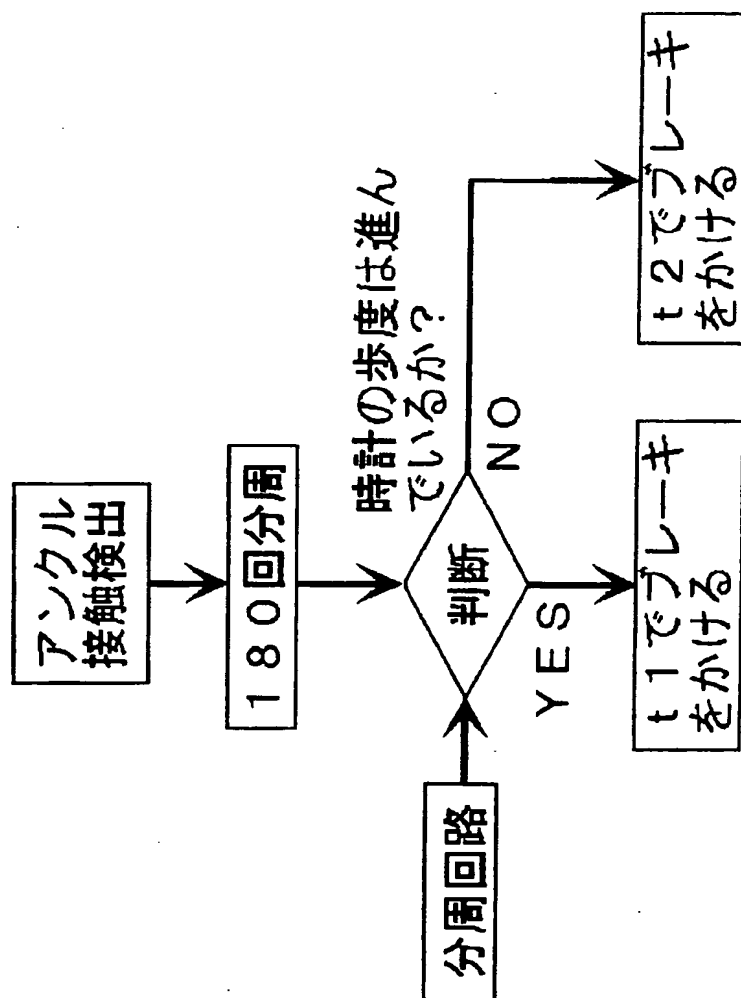 アンクル
接触検出
180回分周
時計の歩度は進ん
でいるか?
分周回路
判断
NO
YES
t1でブレーキ
をかける
t2でブレーキ
をかける